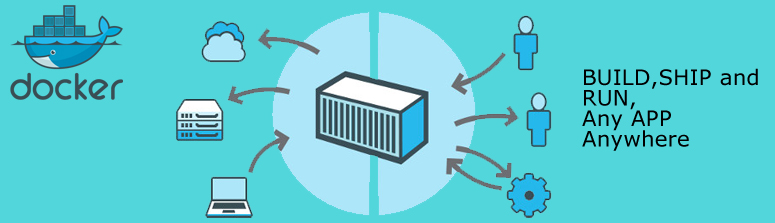 docker
BUILD,SHIP and
RUN,
Any APP
Anywhere